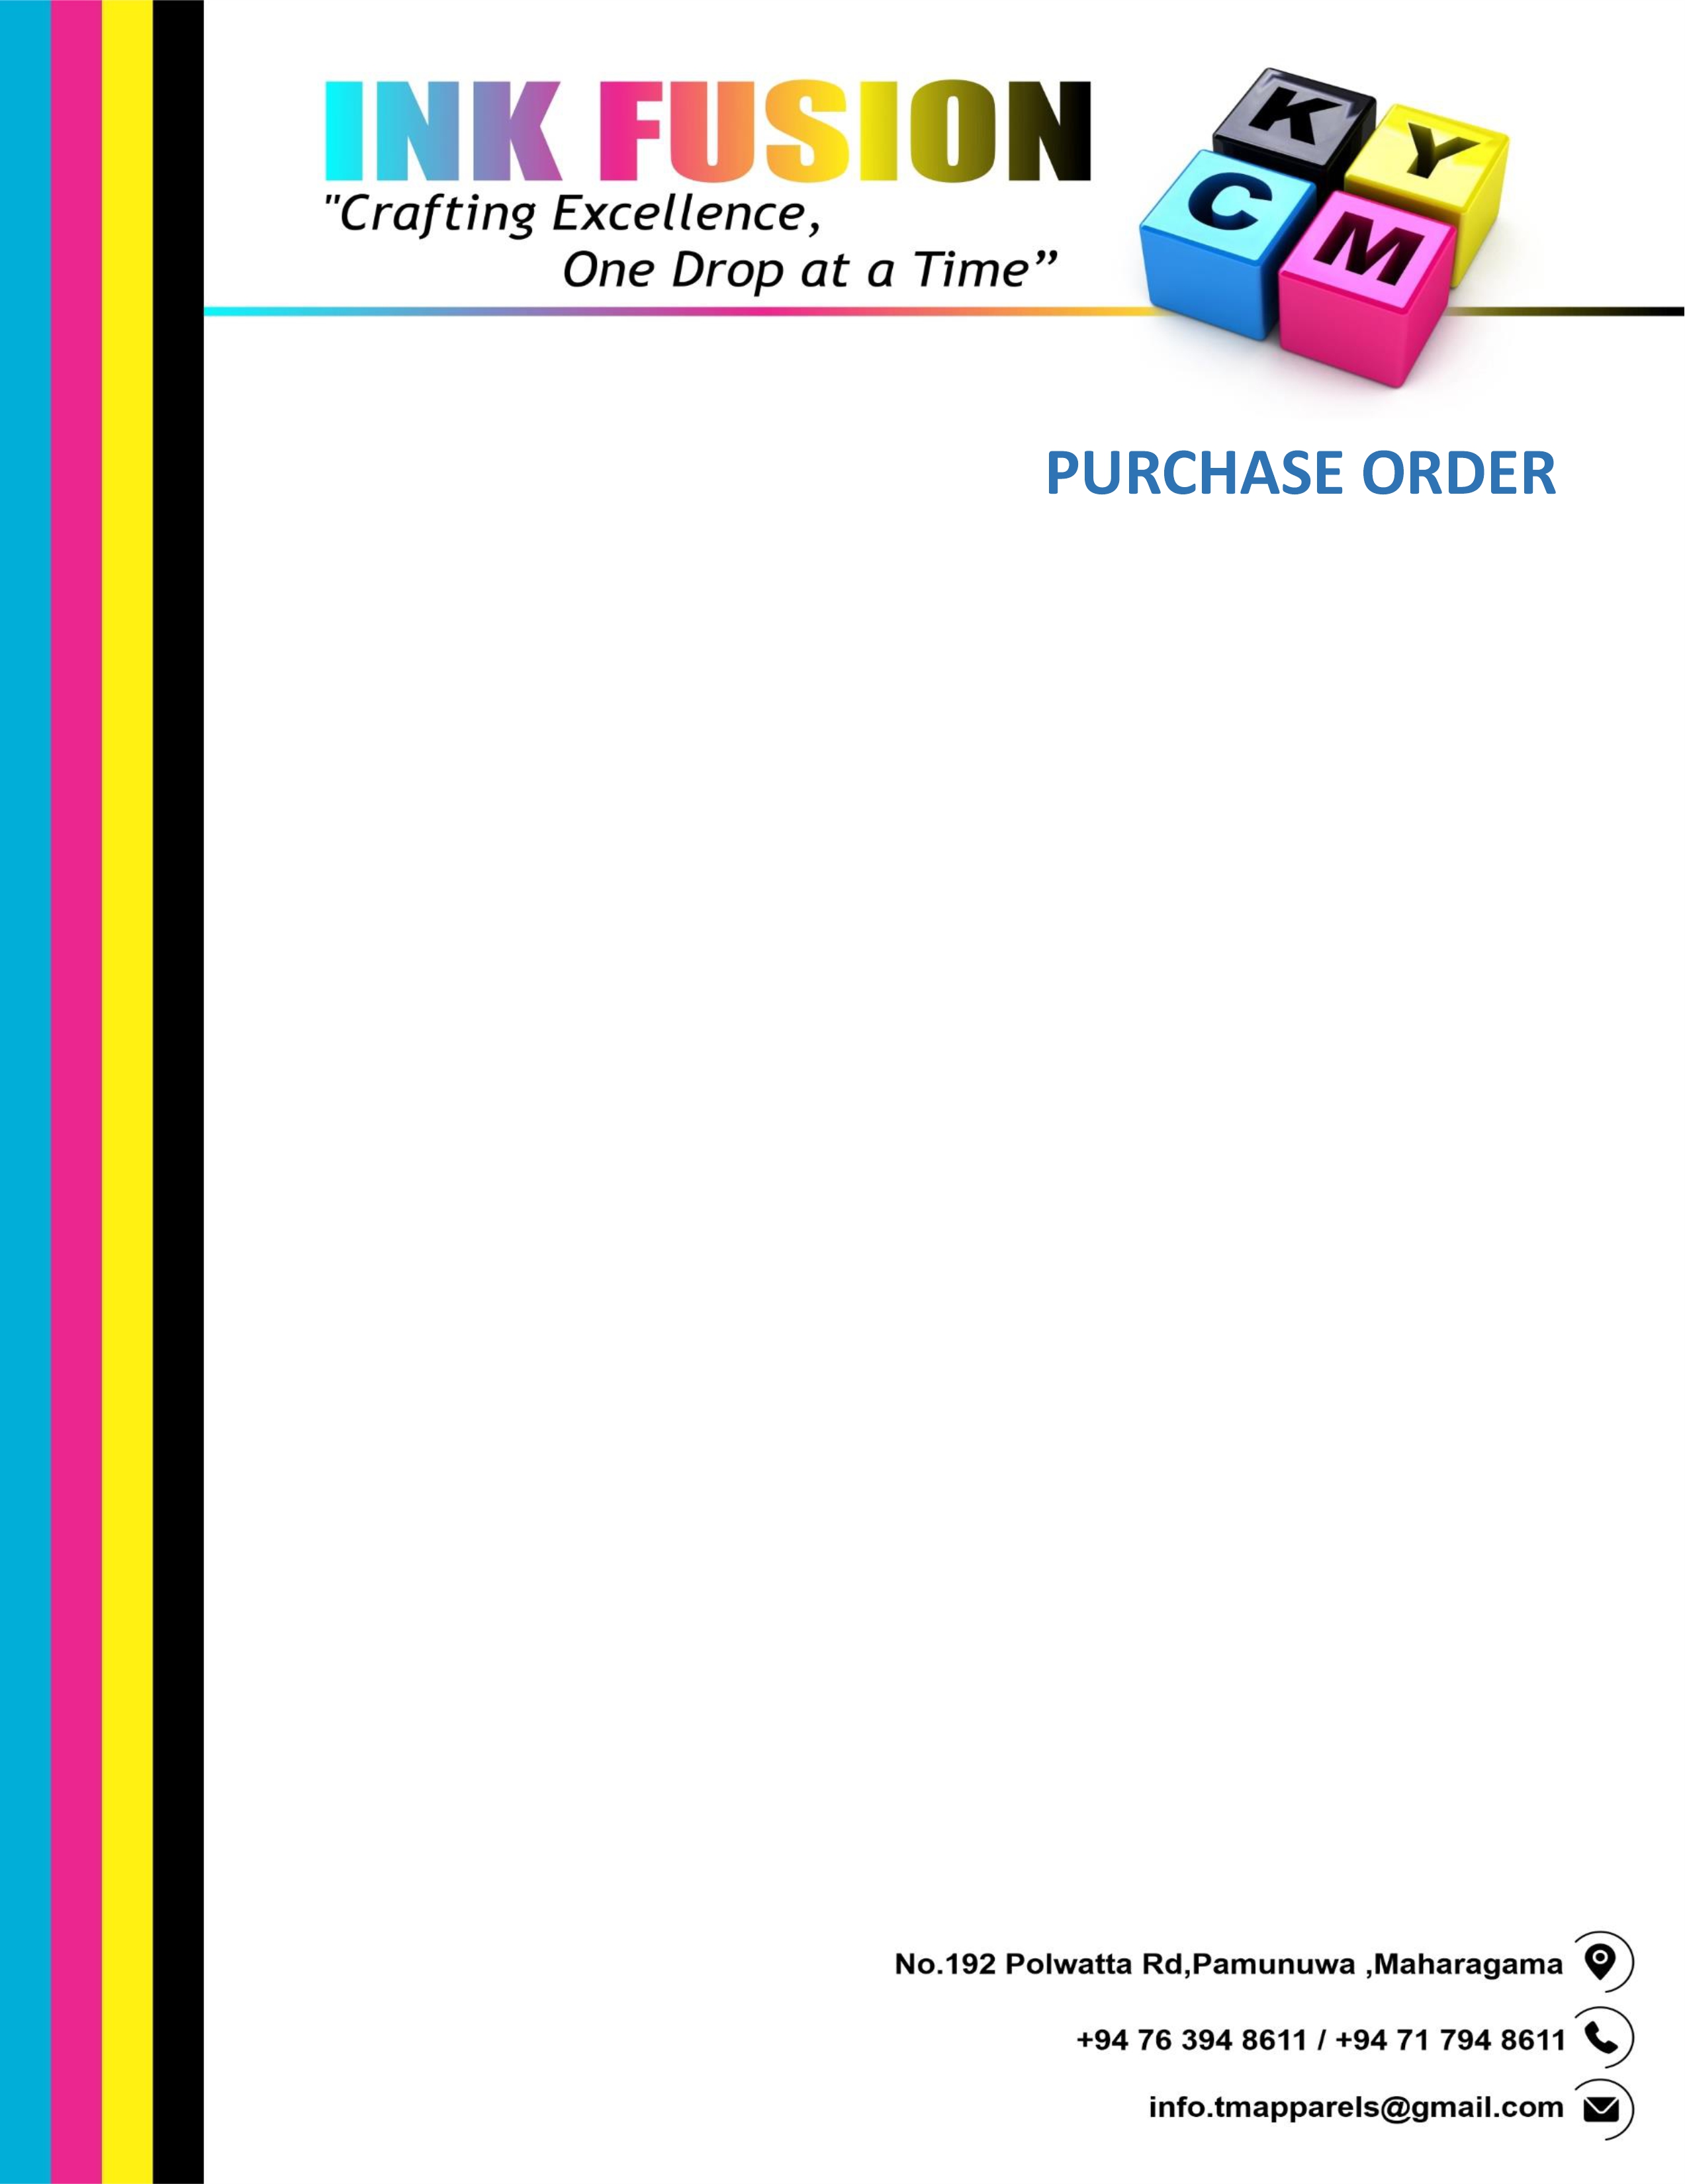 INK FUSION
"Crafting Excellence,
One Drop at a Time”
K
Y
C
M
PURCHASE ORDER
No.192 Polwatta Rd,Pamunuwa ,Maharagama
+94 76 394 8611 / +94 71 794 8611
info.tmapparels@gmail.com